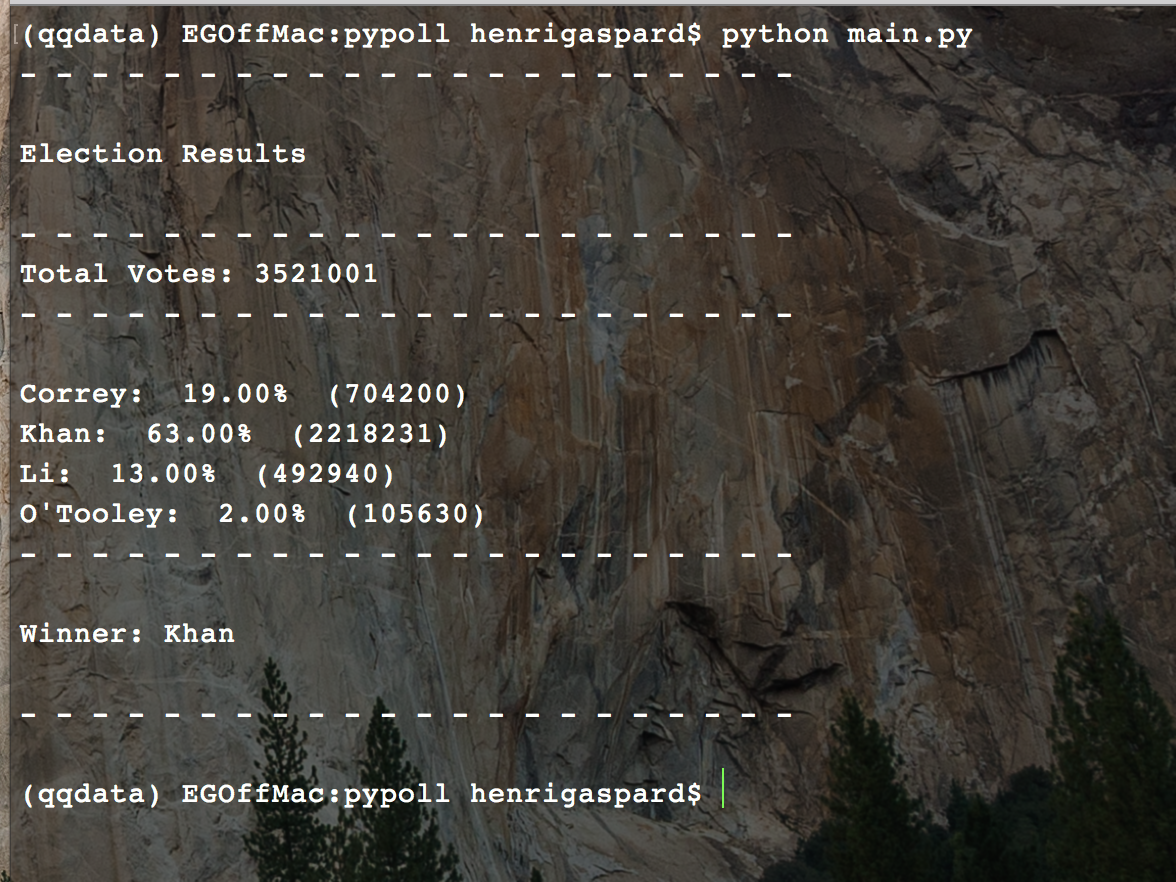 (qqdata) EGOffMac:pypoll henrigaspard$ python main.py
- - - - - - - - - - - - - - - - - - - - - -
Election Results
- - - - - - - - - - - - - - - - - - - - - -
Total Votes: 3521001
- - - - - - - - - - - - - - - - - - - - - -
Correy:  19.00%  (704200)
Khan:  63.00%  (2218231)
Li:  13.00%  (492940)
O'Tooley:  2.00%  (105630)
- - - - - - - - - - - - - - - - - - - - - -
Winner: Khan
- - - - - - - - - - - - - - - - - - - - - -
(qqdata) EGOffMac:pypoll henrigaspard$